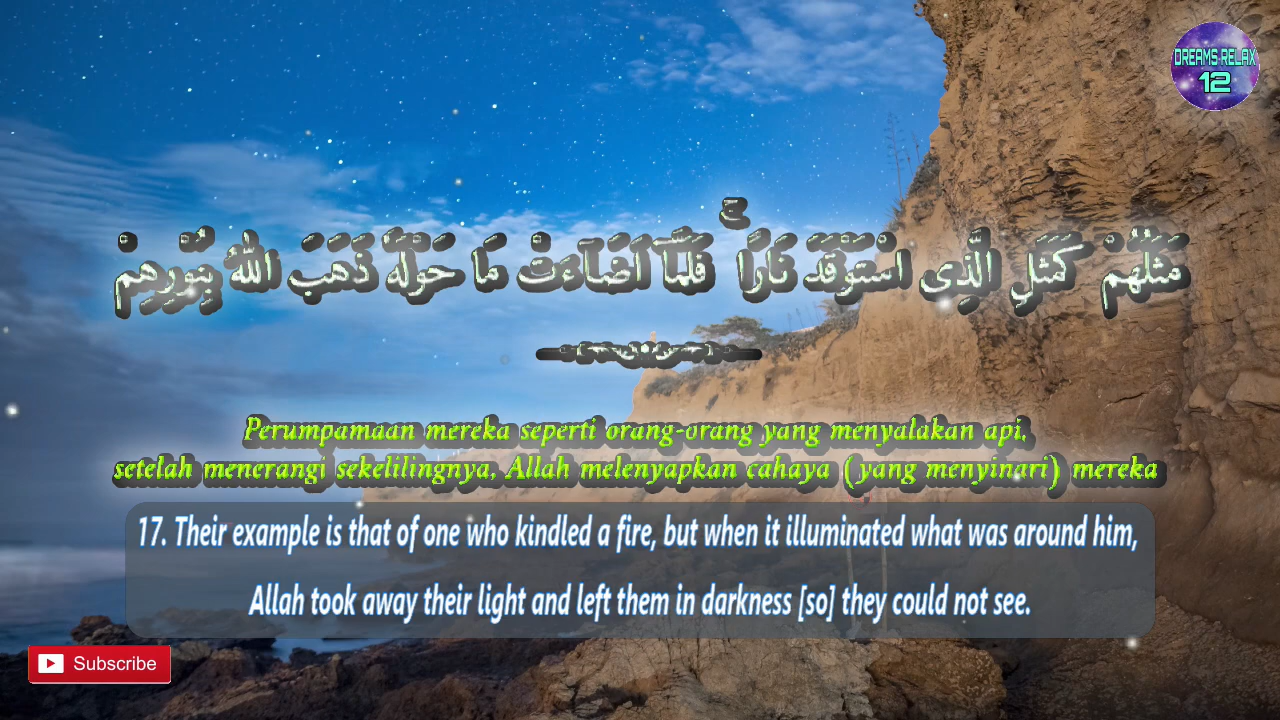 DREAMS RELAX
12
مَثَلُهُمْ كَمَثَلِ الَّذِى اسْتَوْقَدَ نَارًا ۚ فَلَمَّآ اَضَاۤءَتْ مَا حَوْلَهٗ ذَهَبَ اللّٰهُ بِنُوْرِهِمْ
Perumpamaan mereka seperti orang-orang yang menyalakan api,
setelah menerangi sekelilingnya, Allah melenyapkan cahaya (yang menyinari) mereka
17. Their example is that of one who kindled a fire, but when it illuminated what was around him,
Allah took away their light and left them in darkness [so] they could not see.
Subscribe